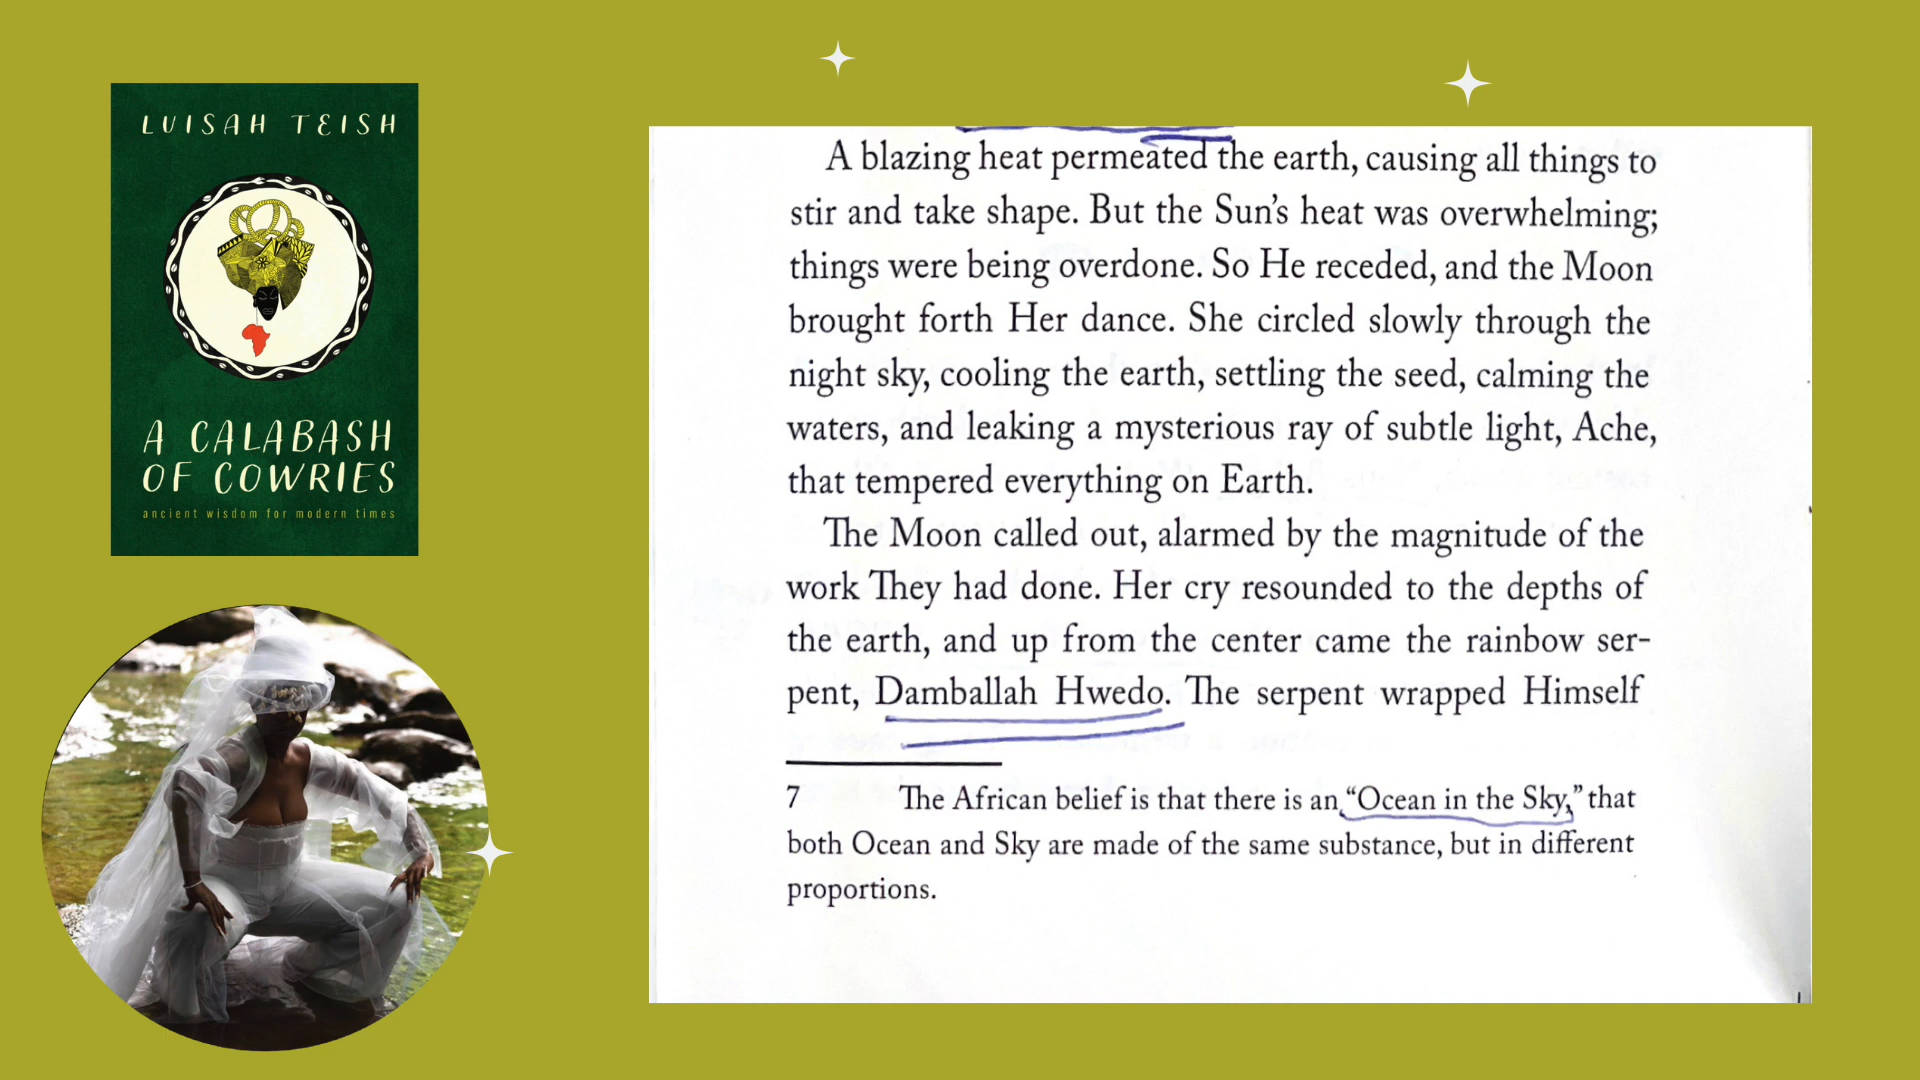 LUISAH TEISH
A CALABASH
OF COWRIES
ancient wisdom for modern times
A blazing heat permeated the earth, causing all things to
stir and take shape. But the Sun’s heat was overwhelming;
things were being overdone. So He receded, and the Moon
brought forth Her dance. She circled slowly through the
night sky, cooling the earth, settling the seed, calming the
waters, and leaking a mysterious ray of subtle light, Ache,
that tempered everything on Earth.
The Moon called out, alarmed by the magnitude of the
work They had done. Her cry resounded to the depths of
the earth, and up from the center came the rainbow ser-
pent, Damballah Hwedo. The serpent wrapped Himself
7 The African belief is that there is an “Ocean in the Sky,” that
both Ocean and Sky are made of the same substance, but in different
proportions.